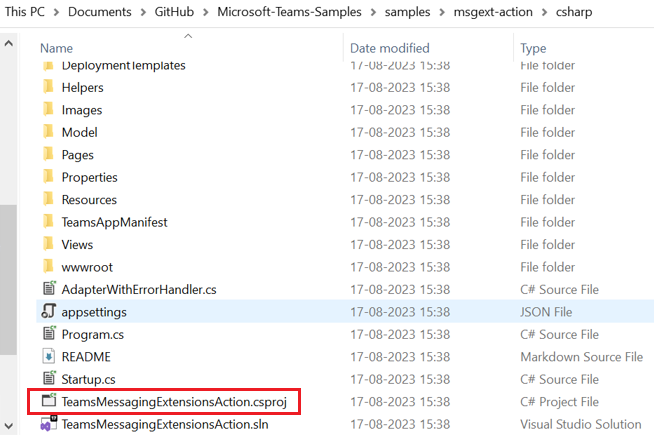 This PC > Documents > GitHub > Microsoft-Teams-Samples > samples > msgext-action > csharp
Name Date modified Type
DeploymentTemplates 17-08-2023 15:38 File folder
Helpers 17-08-2023 15:38 File folder
Images 17-08-2023 15:38 File folder
Model 17-08-2023 15:38 File folder
Pages 17-08-2023 15:38 File folder
Properties 17-08-2023 15:38 File folder
Resources 17-08-2023 15:38 File folder
TeamsAppManifest 17-08-2023 15:38 File folder
Views 17-08-2023 15:38 File folder
wwwroot 17-08-2023 15:38 File folder
AdapterWithErrorHandler.cs 17-08-2023 15:38 C# Source File
appsettings 17-08-2023 15:38 JSON File
Program.cs 17-08-2023 15:38 C# Source File
README 17-08-2023 15:38 Markdown Source File
Startup.cs 17-08-2023 15:38 C# Source File
TeamsMessagingExtensionsAction.csproj 17-08-2023 15:38 C# Project File
TeamsMessagingExtensionsAction.sln 17-08-2023 15:38 Visual Studio Solution